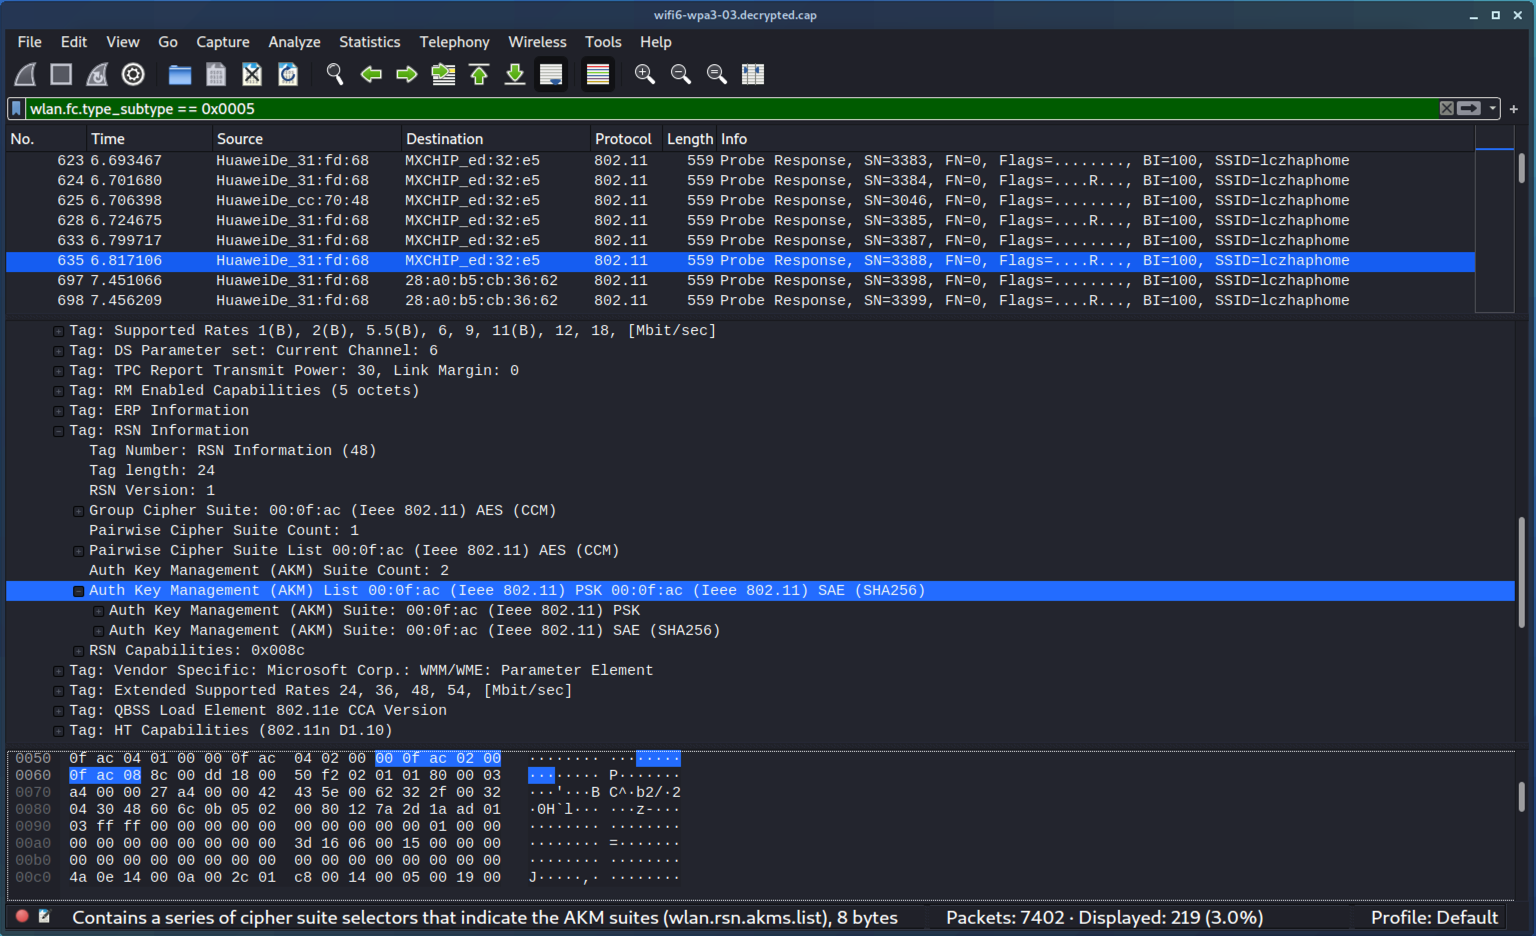 wifi6-wpa3-03.decrypted.cap
File Edit View Go Capture Analyze Statistics Telephony Wireless Tools Help
wlan.fc.type_subtype == 0x0005
No. Time Source Destination Protocol Length Info
623 6.693467 HuaweiDe_31:fd:68 MXCHIP_ed:32:e5 802.11 559 Probe Response, SN=3383, FN=0, Flags=........, BI=100, SSID=lczhaphome
624 6.701680 HuaweiDe_31:fd:68 MXCHIP_ed:32:e5 802.11 559 Probe Response, SN=3384, FN=0, Flags=....R..., BI=100, SSID=lczhaphome
625 6.706398 HuaweiDe_cc:70:48 MXCHIP_ed:32:e5 802.11 559 Probe Response, SN=3046, FN=0, Flags=........, BI=100, SSID=lczhaphome
628 6.724675 HuaweiDe_31:fd:68 MXCHIP_ed:32:e5 802.11 559 Probe Response, SN=3385, FN=0, Flags=....R..., BI=100, SSID=lczhaphome
633 6.799717 HuaweiDe_31:fd:68 MXCHIP_ed:32:e5 802.11 559 Probe Response, SN=3387, FN=0, Flags=........, BI=100, SSID=lczhaphome
635 6.817106 HuaweiDe_31:fd:68 MXCHIP_ed:32:e5 802.11 559 Probe Response, SN=3388, FN=0, Flags=....R..., BI=100, SSID=lczhaphome
697 7.451066 HuaweiDe_31:fd:68 28:a0:b5:cb:36:62 802.11 559 Probe Response, SN=3398, FN=0, Flags=........, BI=100, SSID=lczhaphome
698 7.456209 HuaweiDe_31:fd:68 28:a0:b5:cb:36:62 802.11 559 Probe Response, SN=3399, FN=0, Flags=....R..., BI=100, SSID=lczhaphome
Tag: Supported Rates 1(B), 2(B), 5.5(B), 6, 9, 11(B), 12, 18, [Mbit/sec]
Tag: DS Parameter set: Current Channel: 6
Tag: TPC Report Transmit Power: 30, Link Margin: 0
Tag: RM Enabled Capabilities (5 octets)
Tag: ERP Information
Tag: RSN Information
Tag Number: RSN Information (48)
Tag length: 24
RSN Version: 1
Group Cipher Suite: 00:0f:ac (Ieee 802.11) AES (CCM)
Pairwise Cipher Suite Count: 1
Pairwise Cipher Suite List 00:0f:ac (Ieee 802.11) AES (CCM)
Auth Key Management (AKM) Suite Count: 2
Auth Key Management (AKM) List 00:0f:ac (Ieee 802.11) PSK 00:0f:ac (Ieee 802.11) SAE (SHA256)
Auth Key Management (AKM) Suite: 00:0f:ac (Ieee 802.11) PSK
Auth Key Management (AKM) Suite: 00:0f:ac (Ieee 802.11) SAE (SHA256)
RSN Capabilities: 0x008c
Tag: Vendor Specific: Microsoft Corp.: WMM/WME: Parameter Element
Tag: Extended Supported Rates 24, 36, 48, 54, [Mbit/sec]
Tag: QBSS Load Element 802.11e CCA Version
Tag: HT Capabilities (802.11n D1.10)
0050 0f ac 04 01 00 00 0f ac 04 02 00 00 0f ac 02 00 ········ ········
0060 0f ac 08 8c 00 dd 18 00 50 f2 02 01 01 80 00 03 ········ P·······
0070 a4 00 00 27 a4 00 00 42 43 5e 00 62 32 2f 00 32 ···'···B C^·b2/·2
0080 04 30 48 60 6c 0b 05 02 00 80 12 7a 2d 1a ad 01 ·0H`l··· ···z-···
0090 03 ff ff 00 00 00 00 00 00 00 00 00 00 01 00 00 ········ ········
00a0 00 00 00 00 00 00 00 00 3d 16 06 00 15 00 00 00 ········ =·······
00b0 00 00 00 00 00 00 00 00 00 00 00 00 00 00 00 00 ········ ········
00c0 4a 0e 14 00 0a 00 2c 01 c8 00 14 00 05 00 19 00 J·····,· ········
Contains a series of cipher suite selectors that indicate the AKM suites (wlan.rsn.akms.list), 8 bytes Packets: 7402 · Displayed: 219 (3.0%) Profile: Default